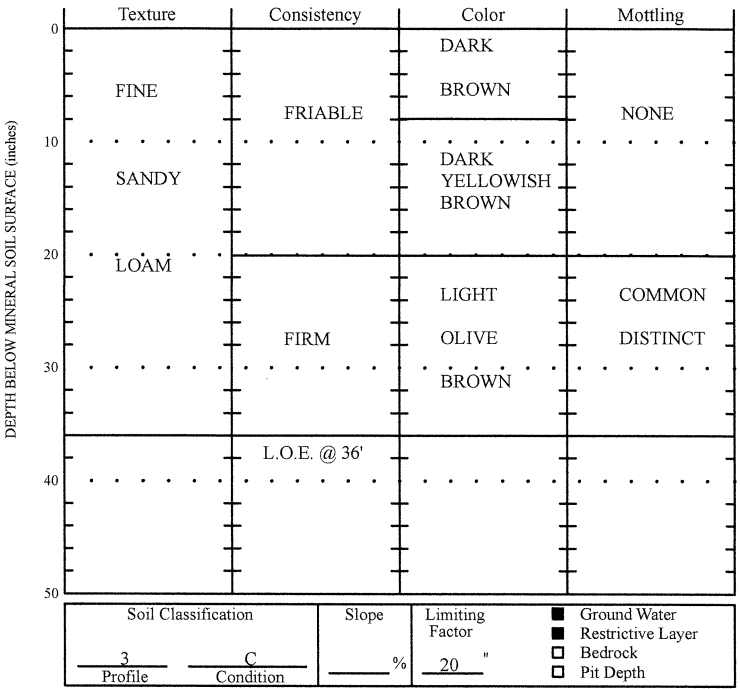 Texture Consistency Color Mottling
DEPTH BELOW MINERAL SOIL SURFACE (inches)
0
10
20
30
40
50
FINE
SANDY
LOAM
FRIABLE
FIRM
L.O.E. @ 36'
DARK
BROWN
DARK
YELLOWISH
BROWN
LIGHT
OLIVE
BROWN
NONE
COMMON
DISTINCT
Soil Classification
3 C
Profile Condition
Slope
%
Limiting
Factor
20 "
Ground Water
Restrictive Layer
Bedrock
Pit Depth